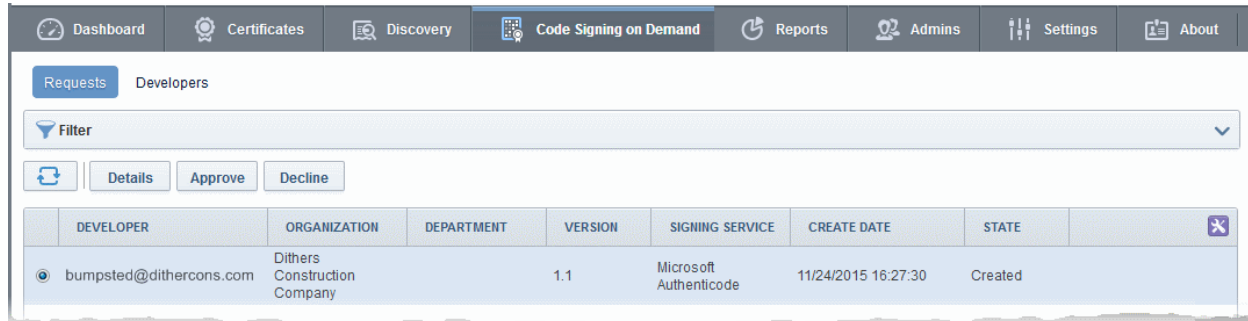 Dashboard Certificates Discovery Code Signing on Demand Reports Admins Settings About
Requests Developers
Filter
Details Approve Decline
DEVELOPER ORGANIZATION DEPARTMENT VERSION SIGNING SERVICE CREATE DATE STATE
bumpsted@dithercons.com Dithers Construction Company 1.1 Microsoft Authenticode 11/24/2015 16:27:30 Created